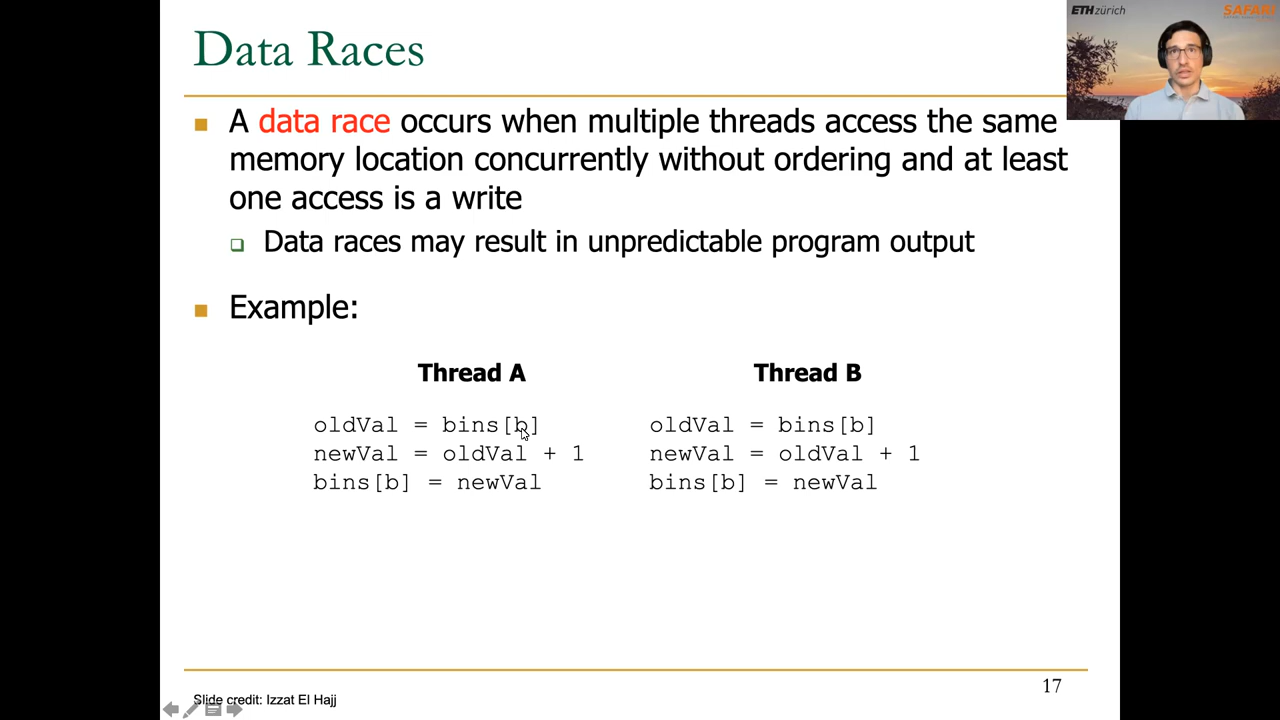 Data Races
ETH zürich
SAFARI
A data race occurs when multiple threads access the same
memory location concurrently without ordering and at least
one access is a write
Data races may result in unpredictable program output
Example:
Thread A
Thread B
oldVal = bins[b]
newVal = oldVal + 1
bins[b] = newVal
oldVal = bins[b]
newVal = oldVal + 1
bins[b] = newVal
Slide credit: Izzat El Hajj
17